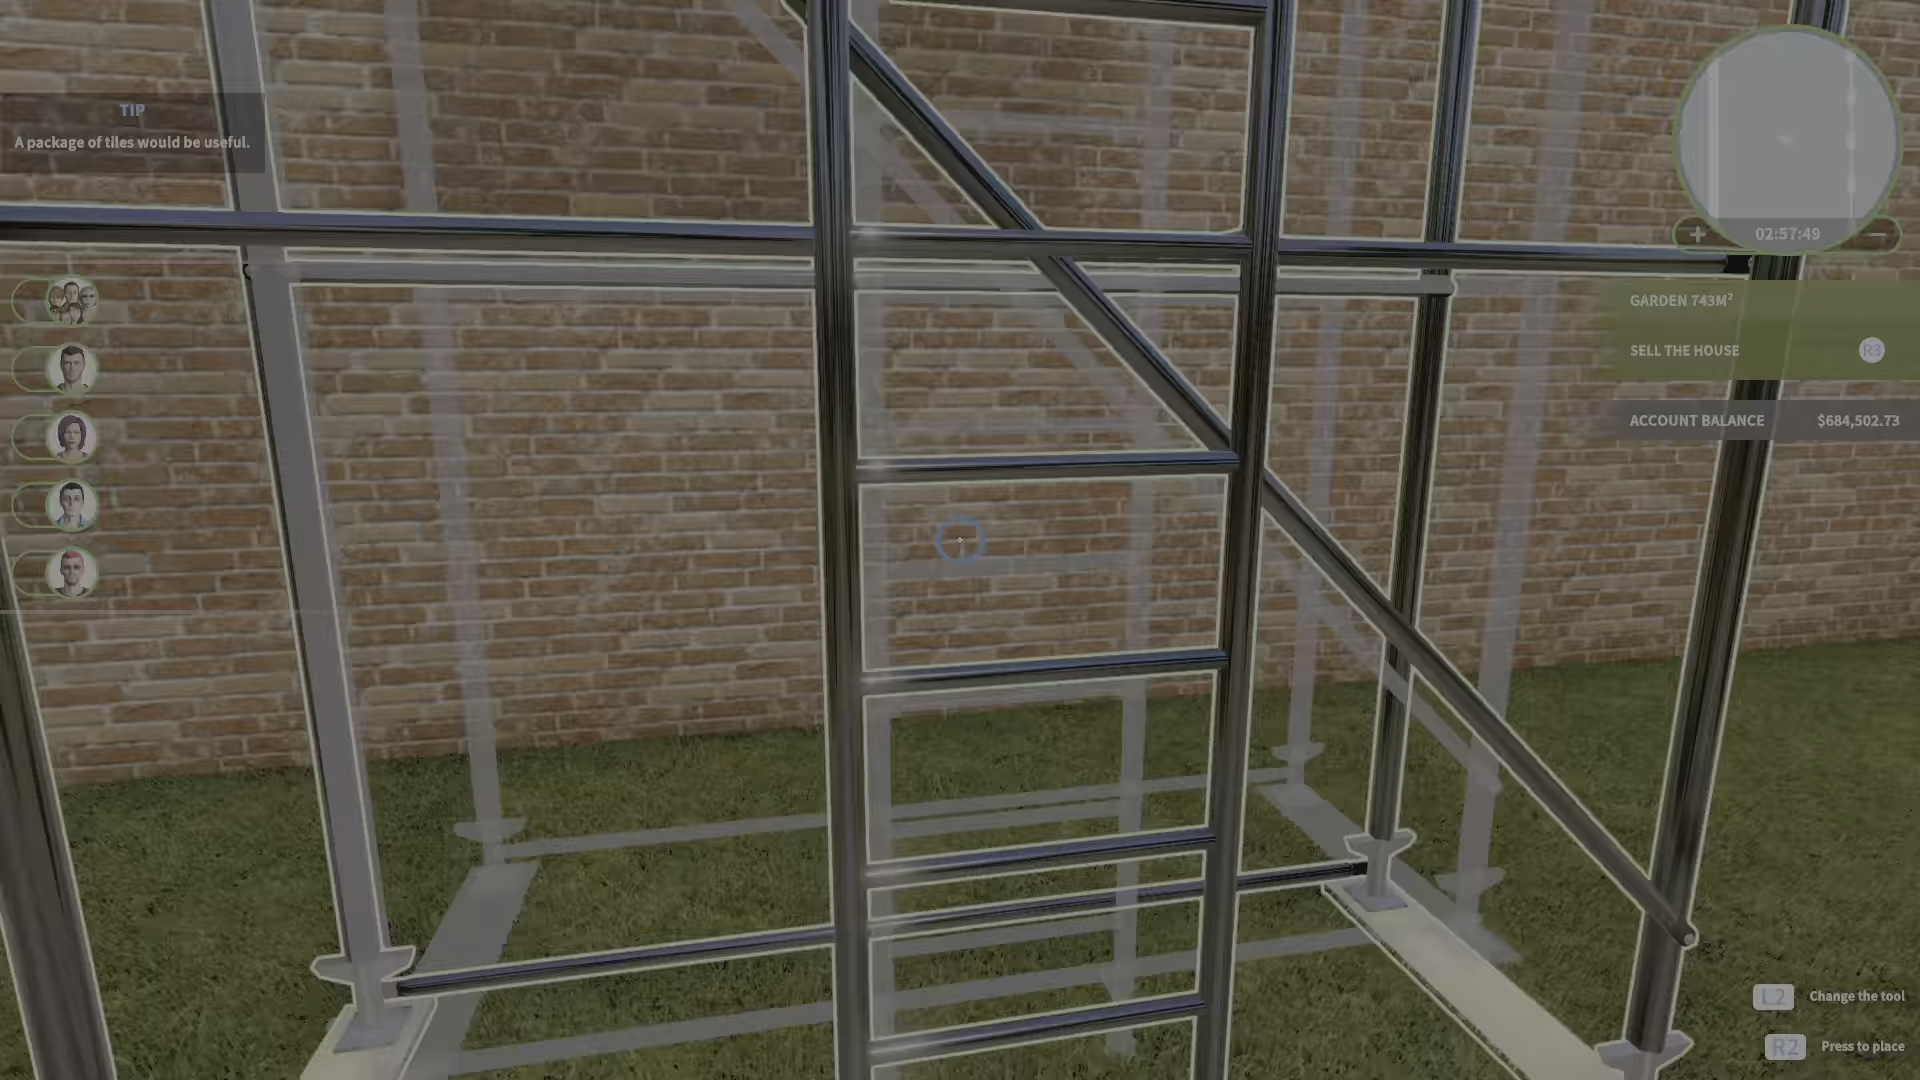 TIP
A package of tiles would be useful.
02:57:49
GARDEN 743M²
SELL THE HOUSE R3
ACCOUNT BALANCE $684,502.73
L2 Change the tool
R2 Press to place